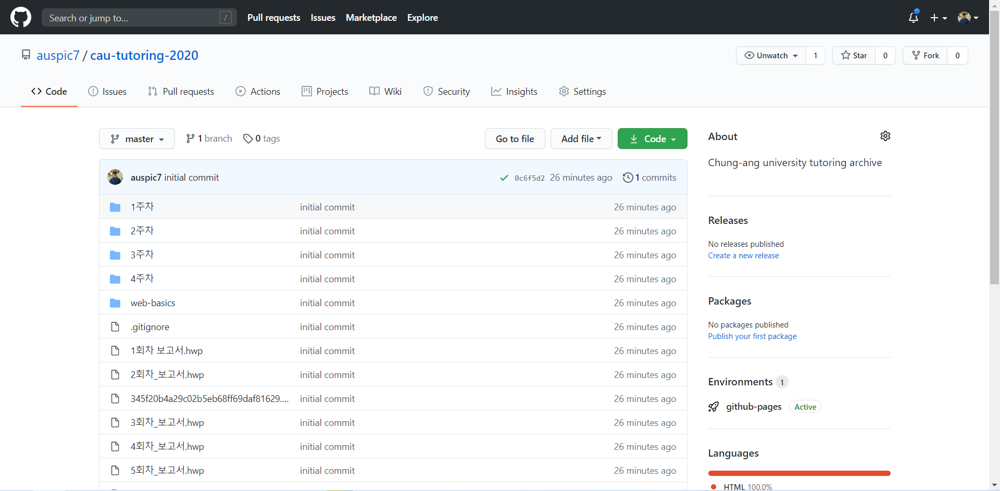 Search or jump to... / Pull requests Issues Marketplace Explore
auspic7 / cau-tutoring-2020 Unwatch 1 Star 0 Fork 0
Code Issues Pull requests Actions Projects Wiki Security Insights Settings
master 1 branch 0 tags Go to file Add file Code
auspic7 initial commit 0c6f5d2 26 minutes ago 1 commits
1주차 initial commit 26 minutes ago
2주차 initial commit 26 minutes ago
3주차 initial commit 26 minutes ago
4주차 initial commit 26 minutes ago
web-basics initial commit 26 minutes ago
.gitignore initial commit 26 minutes ago
1회차 보고서.hwp initial commit 26 minutes ago
2회차_보고서.hwp initial commit 26 minutes ago
345f20b4a29c02b5eb68ff69daf81629.... initial commit 26 minutes ago
3회차_보고서.hwp initial commit 26 minutes ago
4회차_보고서.hwp initial commit 26 minutes ago
5회차_보고서.hwp initial commit 26 minutes ago
About
Chung-ang university tutoring archive
Releases
No releases published
Create a new release
Packages
No packages published
Publish your first package
Environments 1
github-pages Active
Languages
HTML 100.0%